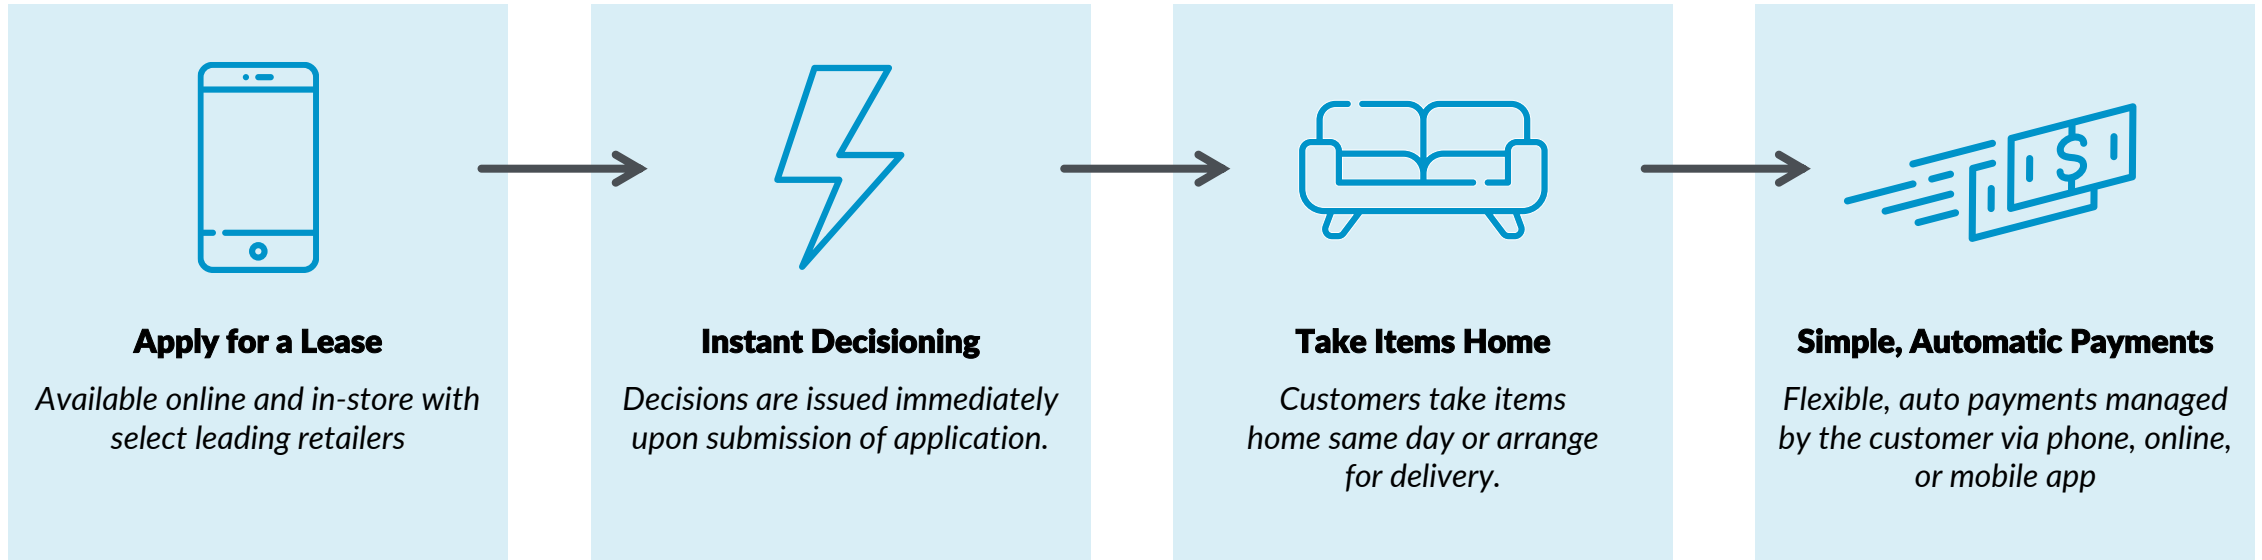 Apply for a Lease
Available online and in-store with
select leading retailers
Instant Decisioning
Decisions are issued immediately
upon submission of application.
Take Items Home
Customers take items
home same day or arrange
for delivery.
$
Simple, Automatic Payments
Flexible, auto payments managed
by the customer via phone, online,
or mobile app